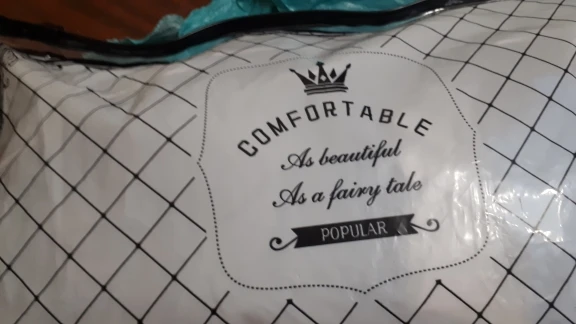 COMFORTABLE
As beautiful
As a fairy tale
POPULAR